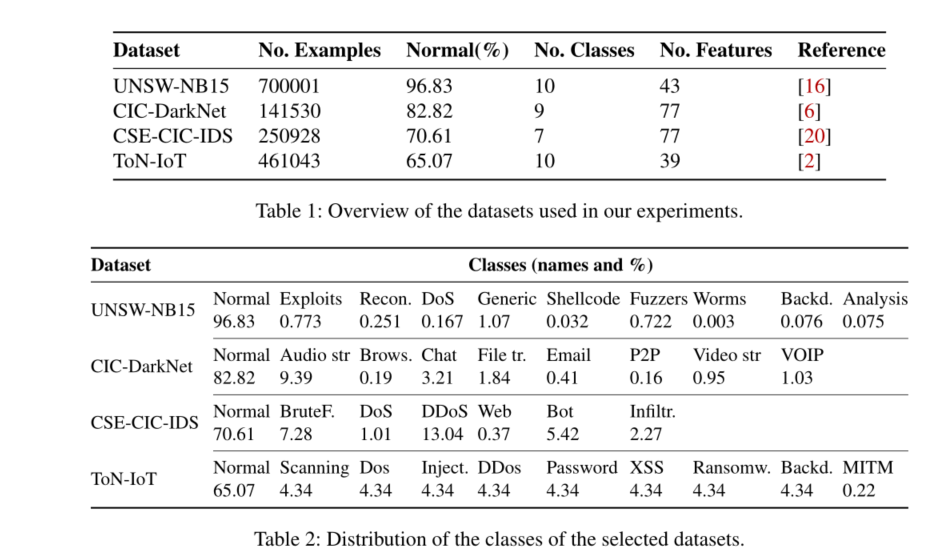 Dataset No. Examples Normal(%) No. Classes No. Features Reference
UNSW-NB15 700001 96.83 10 43 [16]
CIC-DarkNet 141530 82.82 9 77 [6]
CSE-CIC-IDS 250928 70.61 7 77 [20]
ToN-IoT 461043 65.07 10 39 [2]
Table 1: Overview of the datasets used in our experiments.
Dataset Classes (names and %)
UNSW-NB15
Normal Exploits Recon. DoS Generic Shellcode Fuzzers Worms Backd. Analysis
96.83 0.773 0.251 0.167 1.07 0.032 0.722 0.003 0.076 0.075
CIC-DarkNet
Normal Audio str Brows. Chat File tr. Email P2P Video str VOIP
82.82 9.39 0.19 3.21 1.84 0.41 0.16 0.95 1.03
CSE-CIC-IDS
Normal BruteF. DoS DDoS Web Bot Infiltr.
70.61 7.28 1.01 13.04 0.37 5.42 2.27
ToN-IoT
Normal Scanning Dos Inject. DDos Password XSS Ransomw. Backd. MITM
65.07 4.34 4.34 4.34 4.34 4.34 4.34 4.34 4.34 0.22
Table 2: Distribution of the classes of the selected datasets.